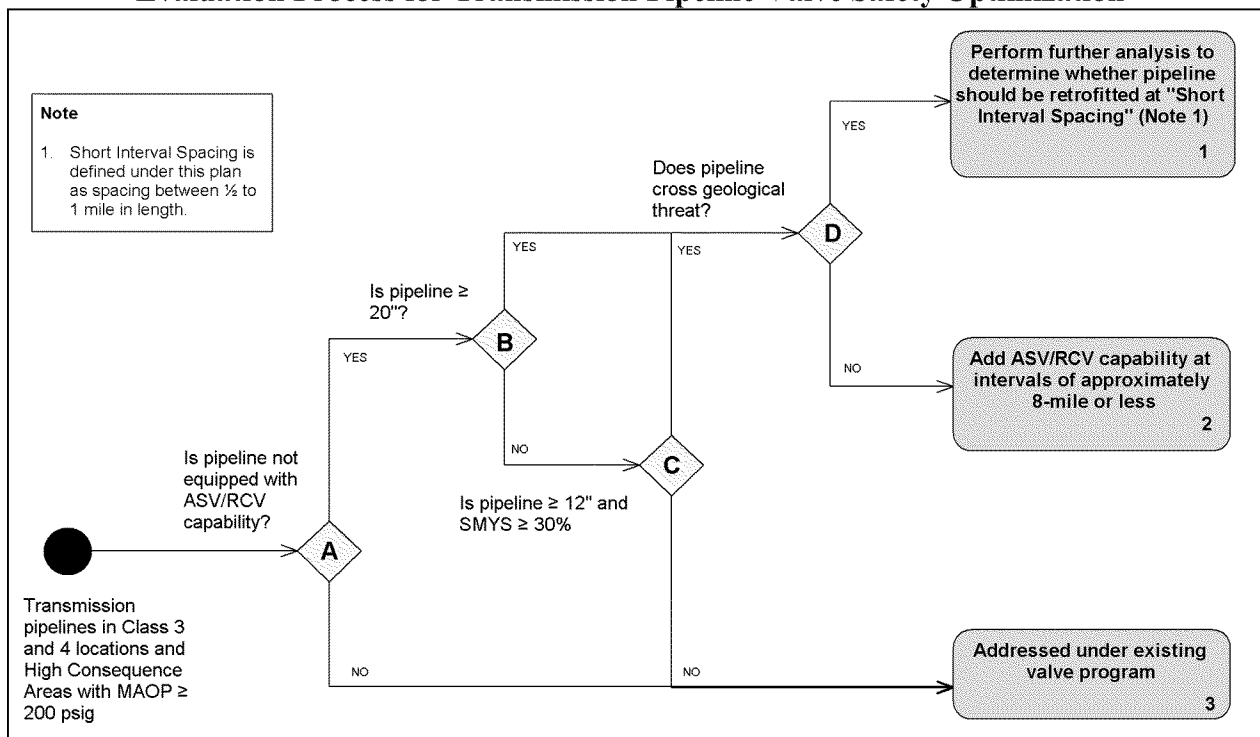 Evaluation Process for Transmission Pipeline Valve Safety Optimization
Note
1. Short Interval Spacing is
defined under this plan
as spacing between ½ to
1 mile in length.
Perform further analysis to
determine whether pipeline
should be retrofitted at "Short
Interval Spacing" (Note 1)
1
YES
Does pipeline
cross geological
threat?
D
YES
YES
NO
Is pipeline ≥
20"?
B
YES
NO
Add ASV/RCV capability at
intervals of approximately
8-mile or less
2
C
Is pipeline ≥ 12" and
SMYS ≥ 30%
Is pipeline not
equipped with
ASV/RCV
capability?
A
NO
NO
Transmission
pipelines in Class 3
and 4 locations and
High Consequence
Areas with MAOP ≥
200 psig
Addressed under existing
valve program
3